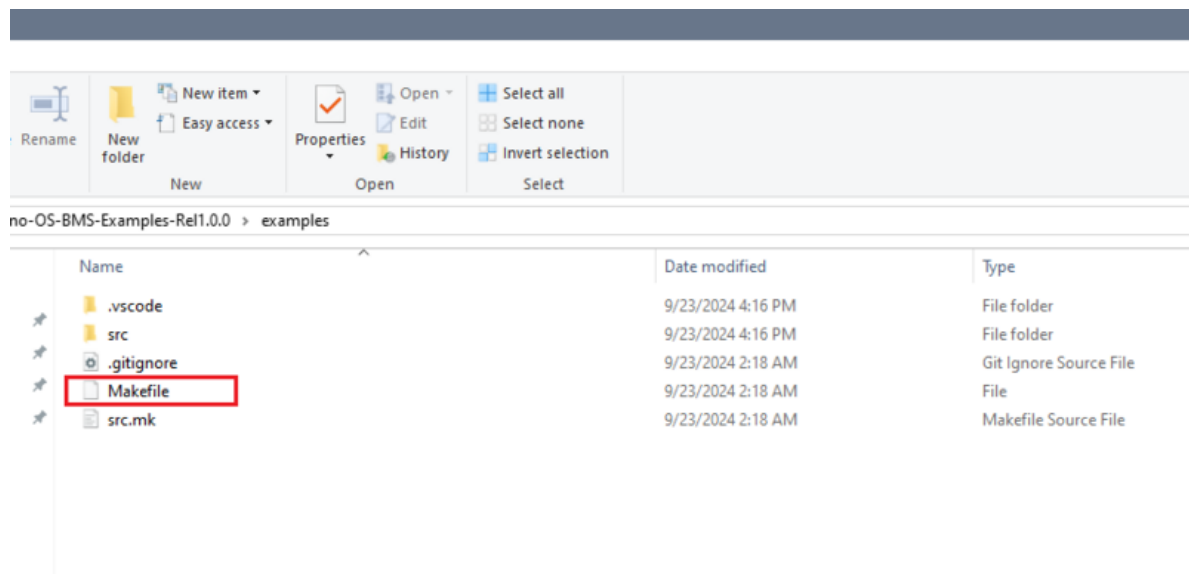 New item
Open
Select all
Easy access
Edit
Select none
Rename
New
folder
Properties
History
Invert selection
New
Open
Select
no-OS-BMS-Examples-Rel1.0.0 > examples
Name
Date modified
Type
.vscode
9/23/2024 4:16 PM
File folder
src
9/23/2024 4:16 PM
File folder
.gitignore
9/23/2024 2:18 AM
Git Ignore Source File
Makefile
9/23/2024 2:18 AM
File
src.mk
9/23/2024 2:18 AM
Makefile Source File